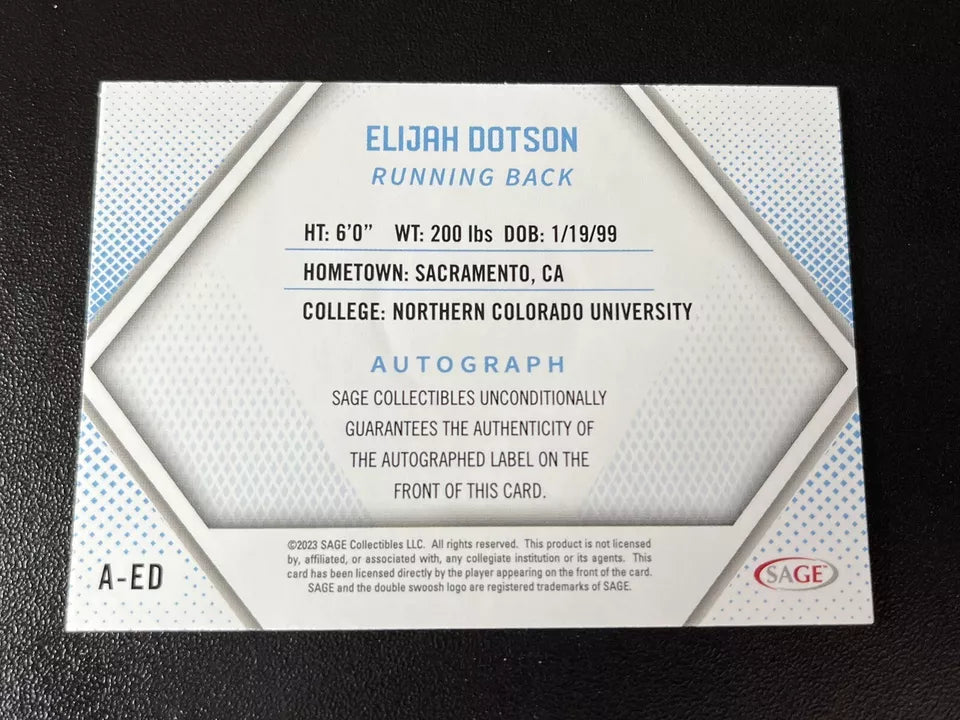 ELIJAH DOTSON
RUNNING BACK
HT: 6'0" WT: 200 lbs DOB: 1/19/99
HOMETOWN: SACRAMENTO, CA
COLLEGE: NORTHERN COLORADO UNIVERSITY
AUTOGRAPH
SAGE COLLECTIBLES UNCONDITIONALLY
GUARANTEES THE AUTHENTICITY OF
THE AUTOGRAPHED LABEL ON THE
FRONT OF THIS CARD.
©2023 SAGE Collectibles LLC. All rights reserved. This product is not licensed
by, affiliated, or associated with, any collegiate institution or its agents. This
card has been licensed directly by the player appearing on the front of the card.
SAGE and the double swoosh logo are registered trademarks of SAGE.
A-ED
SAGE™